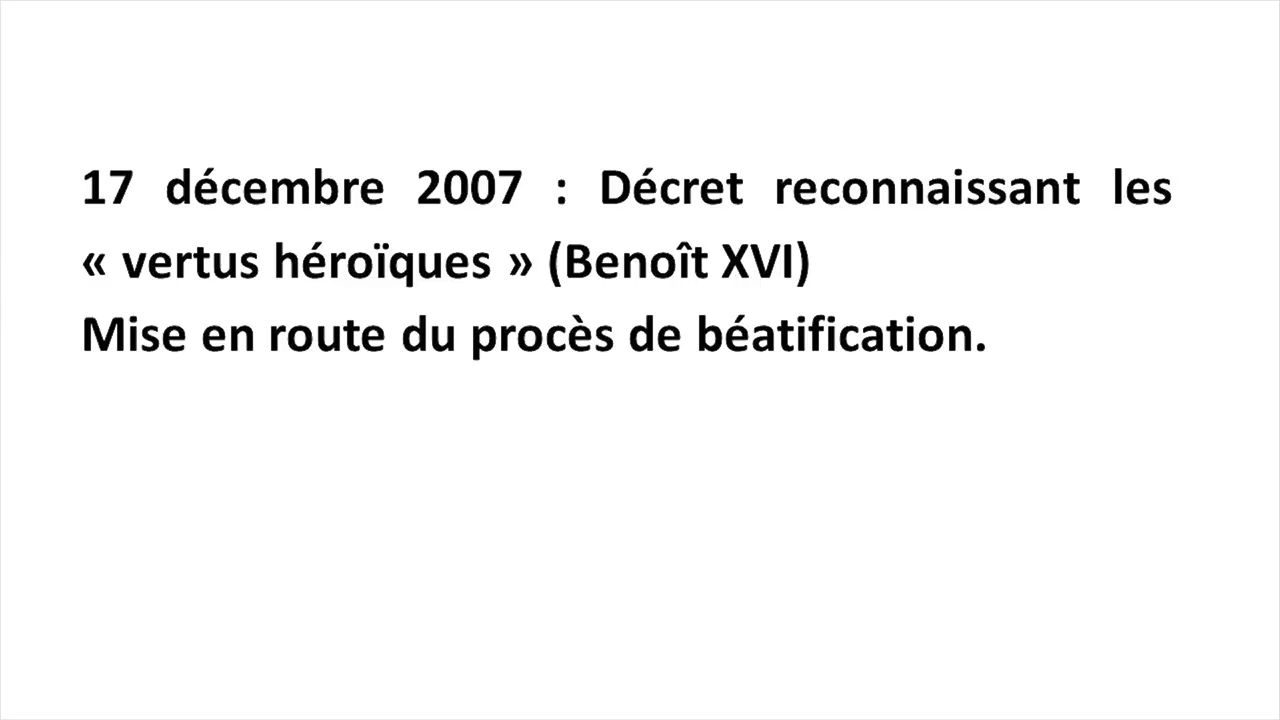 17 décembre 2007 : Décret reconnaissant les
« vertus héroïques » (Benoît XVI)
Mise en route du procès de béatification.